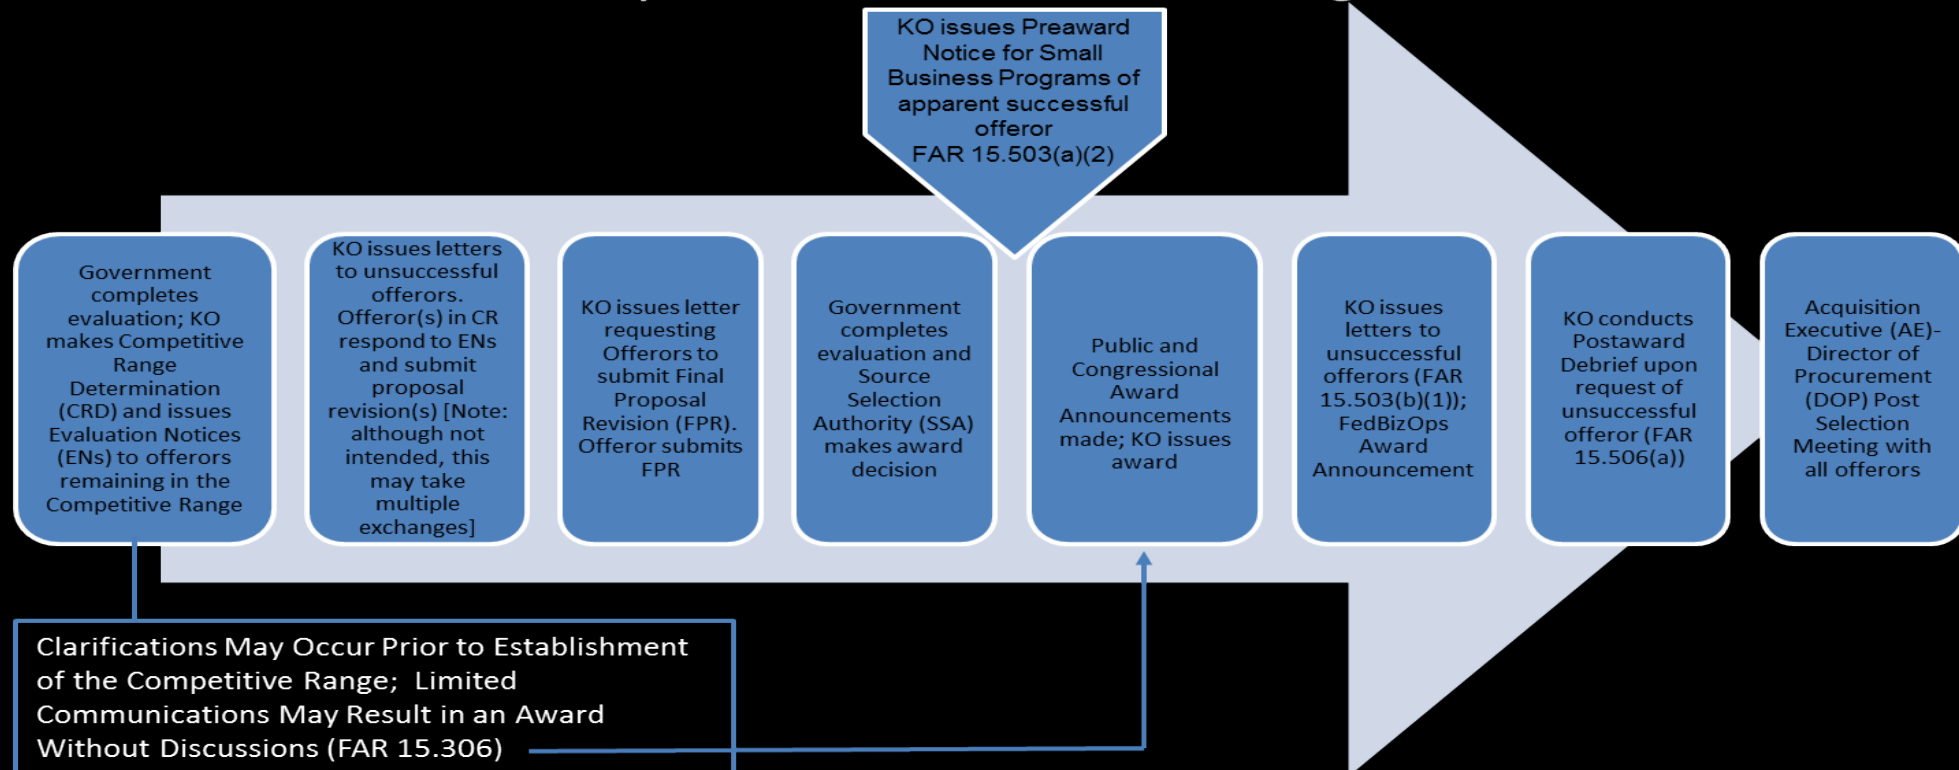 KO issues Preaward
Notice for Small
Business Programs of
apparent successful
offeror
FAR 15.503(a)(2)
Government
completes
evaluation; KO
makes Competitive
Range
Determination
(CRD) and issues
Evaluation Notices
(ENs) to offerors
remaining in the
Competitive Range
KO issues letters
to unsuccessful
offerors.
Offeror(s) in CR
respond to ENs
and submit
proposal
revision(s) [Note:
although not
intended, this
may take
multiple
exchanges]
KO issues letter
requesting
Offerors to
submit Final
Proposal
Revision (FPR).
Offeror submits
FPR
Government
completes
evaluation and
Source
Selection
Authority (SSA)
makes award
decision
Public and
Congressional
Award
Announcements
made; KO issues
award
KO issues
letters to
unsuccessful
offerors (FAR
15.503(b)(1));
FedBizOps
Award
Announcement
KO conducts
Postaward
Debrief upon
request of
unsuccessful
offeror (FAR
15.506(a))
Acquisition
Executive (AE)-
Director of
Procurement
(DOP) Post
Selection
Meeting with
all offerors
Clarifications May Occur Prior to Establishment
of the Competitive Range;  Limited
Communications May Result in an Award
Without Discussions (FAR 15.306)